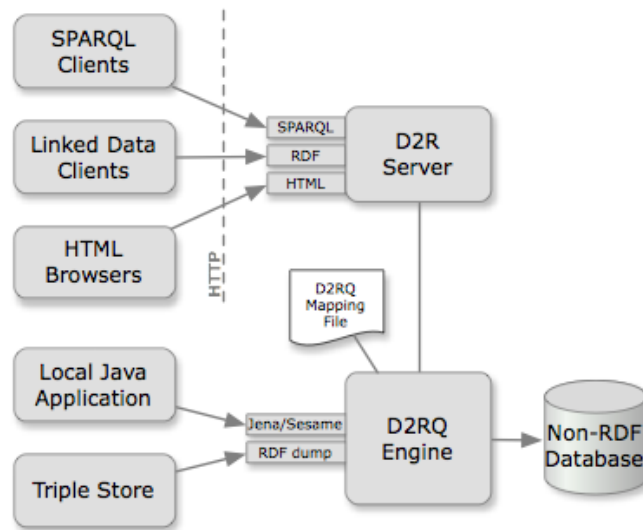 SPARQL
Clients
Linked Data
Clients
HTML
Browsers
HTTP
SPARQL
RDF
HTML
D2R
Server
D2RQ
Mapping
File
Local Java
Application
Triple Store
Jena/Sesame
RDF dump
D2RQ
Engine
Non-RDF
Database